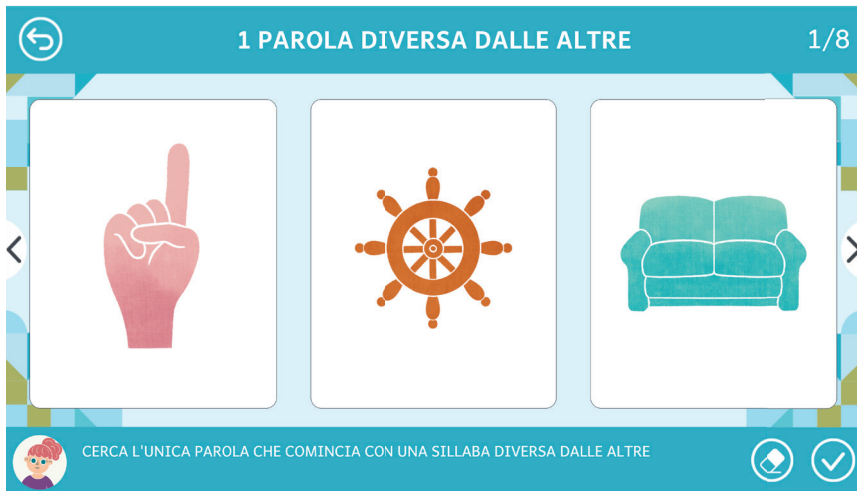 1 PAROLA DIVERSA DALLE ALTRE
1/8
CERCA L'UNICA PAROLA CHE COMINCIA CON UNA SILLABA DIVERSA DALLE ALTRE